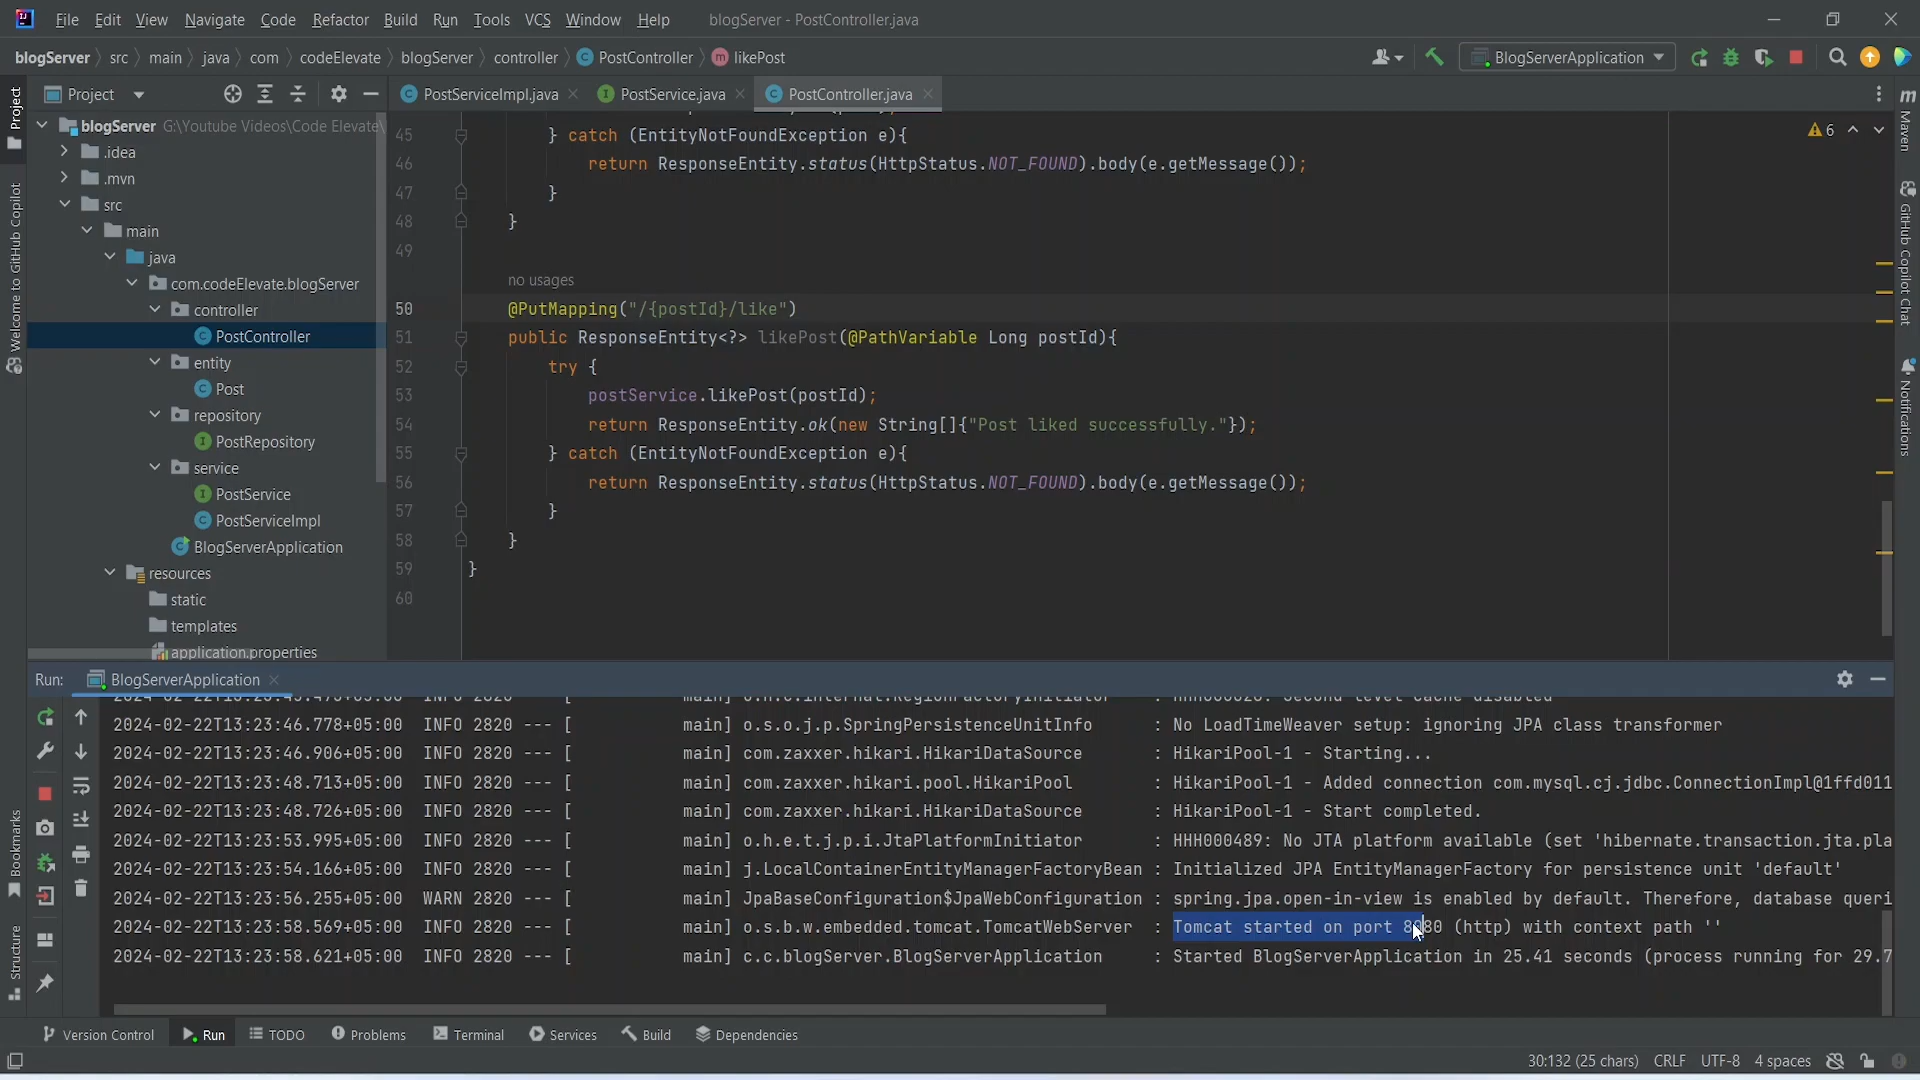 File Edit View Navigate Code Refactor Build Run Tools VCS Window Help blogServer - PostController.java
blogServer src main java com codeElevate blogServer controller PostController likePost BlogServerApplication
Project PostServiceImpl.java PostService.java PostController.java
Project
Welcome to GitHub Copilot
Bookmarks
Structure
blogServer G:\Youtube Videos\Code Elevate\
.idea
.mvn
src
main
java
com.codeElevate.blogServer
controller
PostController
entity
Post
repository
PostRepository
service
PostService
PostServiceImpl
BlogServerApplication
resources
static
templates
application.properties
6
45 } catch (EntityNotFoundException e){
46 return ResponseEntity.status(HttpStatus.NOT_FOUND).body(e.getMessage());
47 }
48 }
49
no usages
50 @PutMapping("/{postId}/like")
51 public ResponseEntity<?> likePost(@PathVariable Long postId){
52 try {
53 postService.likePost(postId);
54 return ResponseEntity.ok(new String[]{"Post liked successfully."});
55 } catch (EntityNotFoundException e){
56 return ResponseEntity.status(HttpStatus.NOT_FOUND).body(e.getMessage());
57 }
58 }
59 }
60
Maven
GitHub Copilot Chat
Notifications
Run: BlogServerApplication
2024-02-22T13:23:46.778+05:00 INFO 2820 --- [ main] o.s.o.j.p.SpringPersistenceUnitInfo : No LoadTimeWeaver setup: ignoring JPA class transformer
2024-02-22T13:23:46.906+05:00 INFO 2820 --- [ main] com.zaxxer.hikari.HikariDataSource : HikariPool-1 - Starting...
2024-02-22T13:23:48.713+05:00 INFO 2820 --- [ main] com.zaxxer.hikari.pool.HikariPool : HikariPool-1 - Added connection com.mysql.cj.jdbc.ConnectionImpl@1ffd011
2024-02-22T13:23:48.726+05:00 INFO 2820 --- [ main] com.zaxxer.hikari.HikariDataSource : HikariPool-1 - Start completed.
2024-02-22T13:23:53.995+05:00 INFO 2820 --- [ main] o.h.e.t.j.p.i.JtaPlatformInitiator : HHH000489: No JTA platform available (set 'hibernate.transaction.jta.pla
2024-02-22T13:23:54.166+05:00 INFO 2820 --- [ main] j.LocalContainerEntityManagerFactoryBean : Initialized JPA EntityManagerFactory for persistence unit 'default'
2024-02-22T13:23:56.255+05:00 WARN 2820 --- [ main] JpaBaseConfiguration$JpaWebConfiguration : spring.jpa.open-in-view is enabled by default. Therefore, database queri
2024-02-22T13:23:58.569+05:00 INFO 2820 --- [ main] o.s.b.w.embedded.tomcat.TomcatWebServer : Tomcat started on port 8080 (http) with context path ''
2024-02-22T13:23:58.621+05:00 INFO 2820 --- [ main] c.c.blogServer.BlogServerApplication : Started BlogServerApplication in 25.41 seconds (process running for 29.7
Version Control Run TODO Problems Terminal Services Build Dependencies
30:132 (25 chars) CRLF UTF-8 4 spaces